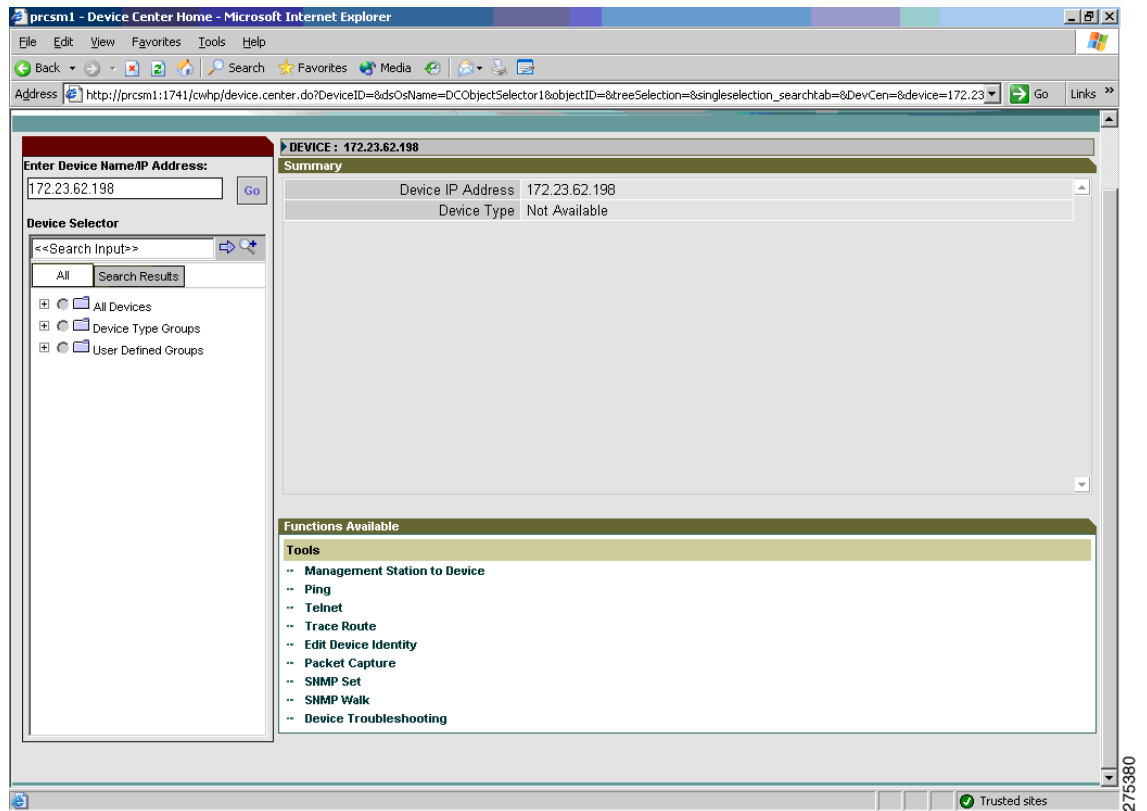 prcsm1 - Device Center Home - Microsoft Internet Explorer
File Edit View Favorites Tools Help
Back Search Favorites Media
Address http://prcsm1:1741/cwhp/device.center.do?DeviceID=&dsOsName=DCObjectSelector1&objectID=&treeSelection=&singleselection_searchtab=&DevCen=&device=172.23 Go Links »
Enter Device Name/IP Address:
172.23.62.198 Go
Device Selector
<<Search Input>>
All Search Results
All Devices
Device Type Groups
User Defined Groups
DEVICE : 172.23.62.198
Summary
Device IP Address 172.23.62.198
Device Type Not Available
Functions Available
Tools
Management Station to Device
Ping
Telnet
Trace Route
Edit Device Identity
Packet Capture
SNMP Set
SNMP Walk
Device Troubleshooting
Trusted sites
275380